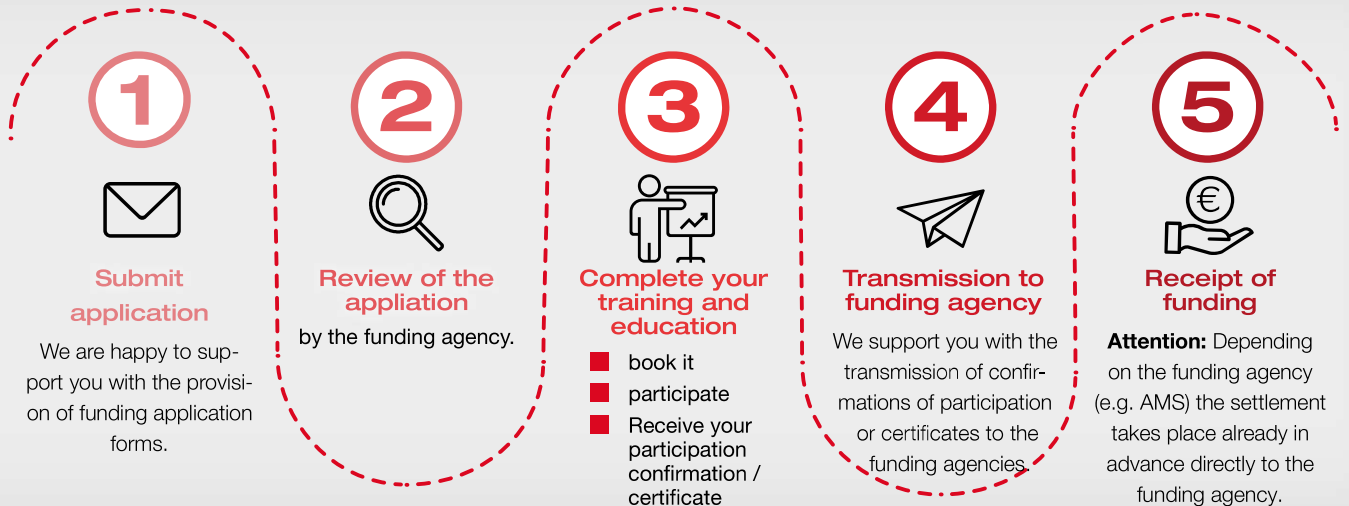 1
Submit
application
We are happy to sup-
port you with the provisi-
on of funding application
forms.
2
Review of the
appliation
by the funding agency.
3
Complete your
training and
education
book it
participate
Receive your
participation
confirmation /
certificate
4
Transmission to
funding agency
We support you with the
transmission of confir-
mations of participation
or certificates to the
funding agencies.
5
€
Receipt of
funding
Attention: Depending
on the funding agency
(e.g. AMS) the settlement
takes place already in
advance directly to the
funding agency.